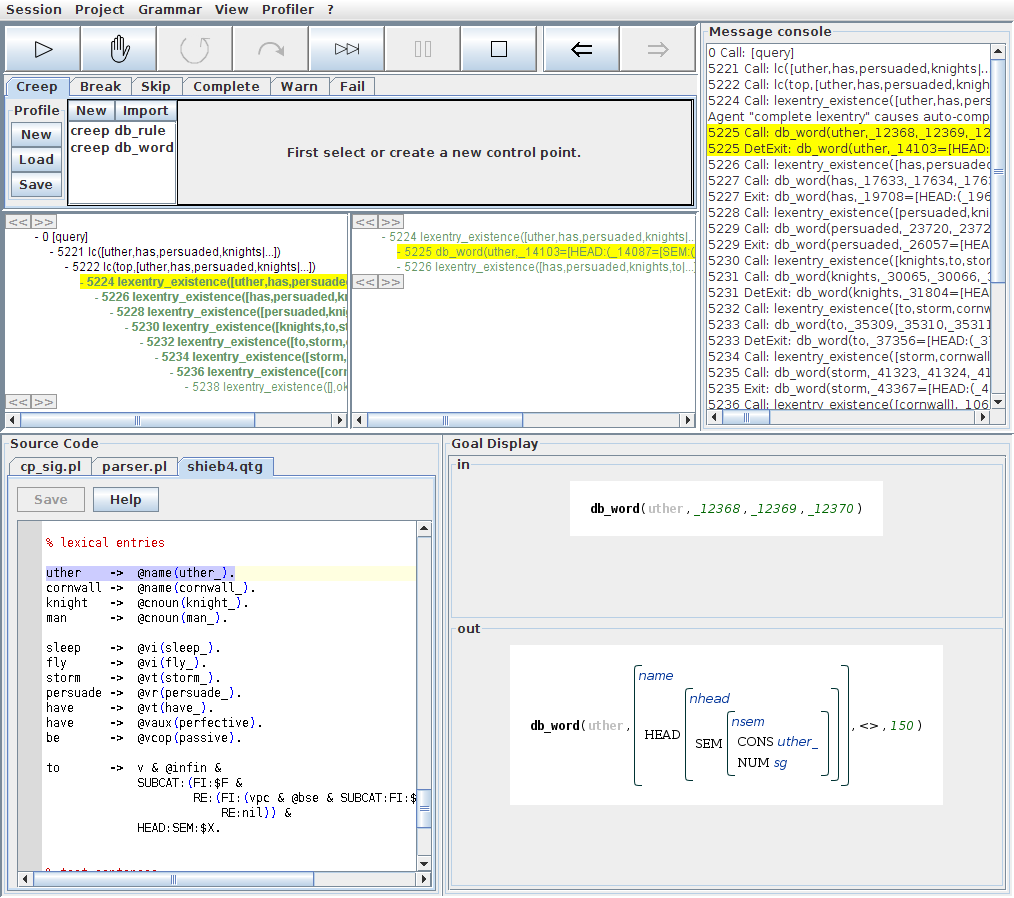 Session Project Grammar View Profiler ?
Creep Break Skip Complete Warn Fail
Profile
New
Load
Save
New Import
creep db_rule
creep db_word
First select or create a new control point.
<< >>
- 0 [query]
- 5221 lc([uther,has,persuaded,knights|...])
- 5222 lc(top,[uther,has,persuaded,knights|...])
- 5224 lexentry_existence([uther,has,persuade
- 5226 lexentry_existence([has,persuaded,k
- 5228 lexentry_existence([persuaded,kni
- 5230 lexentry_existence([knights,to,st
- 5232 lexentry_existence([to,storm,
- 5234 lexentry_existence([storm,
- 5236 lexentry_existence([corn
- 5238 lexentry_existence([],ok
<< >>
<< >>
- 5224 lexentry_existence([uther,has,persuaded,knights|...
- 5225 db_word(uther,_14103=[HEAD:(_14087=[SEM:(
- 5226 lexentry_existence([has,persuaded,knights,to|...
<< >>
Message console
0 Call: [query]
5221 Call: lc([uther,has,persuaded,knights|...
5222 Call: lc(top,[uther,has,persuaded,knights
5224 Call: lexentry_existence([uther,has,pers
Agent "complete lexentry" causes auto-comp
5225 Call: db_word(uther,_12368,_12369,_12
5225 DetExit: db_word(uther,_14103=[HEAD:
5226 Call: lexentry_existence([has,persuaded
5227 Call: db_word(has,_17633,_17634,_176
5227 Exit: db_word(has,_19708=[HEAD:(_196
5228 Call: lexentry_existence([persuaded,kni
5229 Call: db_word(persuaded,_23720,_2372
5229 Exit: db_word(persuaded,_26057=[HEA
5230 Call: lexentry_existence([knights,to,stor
5231 Call: db_word(knights,_30065,_30066,_3
5231 DetExit: db_word(knights,_31804=[HEA
5232 Call: lexentry_existence([to,storm,cornw
5233 Call: db_word(to,_35309,_35310,_35311
5233 DetExit: db_word(to,_37356=[HEAD:(_3
5234 Call: lexentry_existence([storm,cornwall
5235 Call: db_word(storm,_41323,_41324,_41
5235 Exit: db_word(storm,_43367=[HEAD:(_4
5236 Call: lexentry_existence([cornwall],_106
Source Code
cp_sig.pl parser.pl shieb4.qtg
Save Help
% lexical entries
uther -> @name(uther_).
cornwall -> @name(cornwall_).
knight -> @cnoun(knight_).
man -> @cnoun(man_).
sleep -> @vi(sleep_).
fly -> @vi(fly_).
storm -> @vt(storm_).
persuade -> @vr(persuade_).
have -> @vt(have_).
have -> @vaux(perfective).
be -> @vcop(passive).
to -> v & @infin &
SUBCAT:(FI:$F &
RE:(FI:(vpc & @bse & SUBCAT:FI:$
RE:nil)) &
HEAD:SEM:$X.
Goal Display
in
db_word(uther,_12368,_12369,_12370)
out
name
nhead
nsem
db_word(uther, HEAD SEM CONS uther_ ,<>,150)
NUM sg